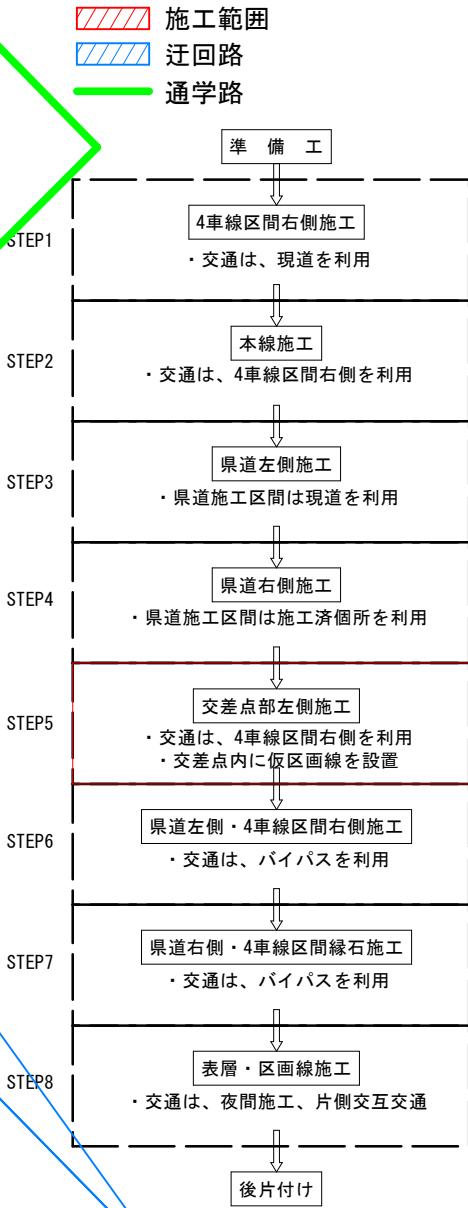 施工範囲
迂回路
通学路
準 備 工
STEP1
4車線区間右側施工
・交通は、現道を利用
STEP2
本線施工
・交通は、4車線区間右側を利用
STEP3
県道左側施工
・県道施工区間は現道を利用
STEP4
県道右側施工
・県道施工区間は施工済個所を利用
STEP5
交差点部左側施工
・交通は、4車線区間右側を利用
・交差点内に仮区画線を設置
STEP6
県道左側・4車線区間右側施工
・交通は、バイパスを利用
STEP7
県道右側・4車線区間縁石施工
・交通は、バイパスを利用
STEP8
表層・区画線施工
・交通は、夜間施工、片側交互交通
後片付け